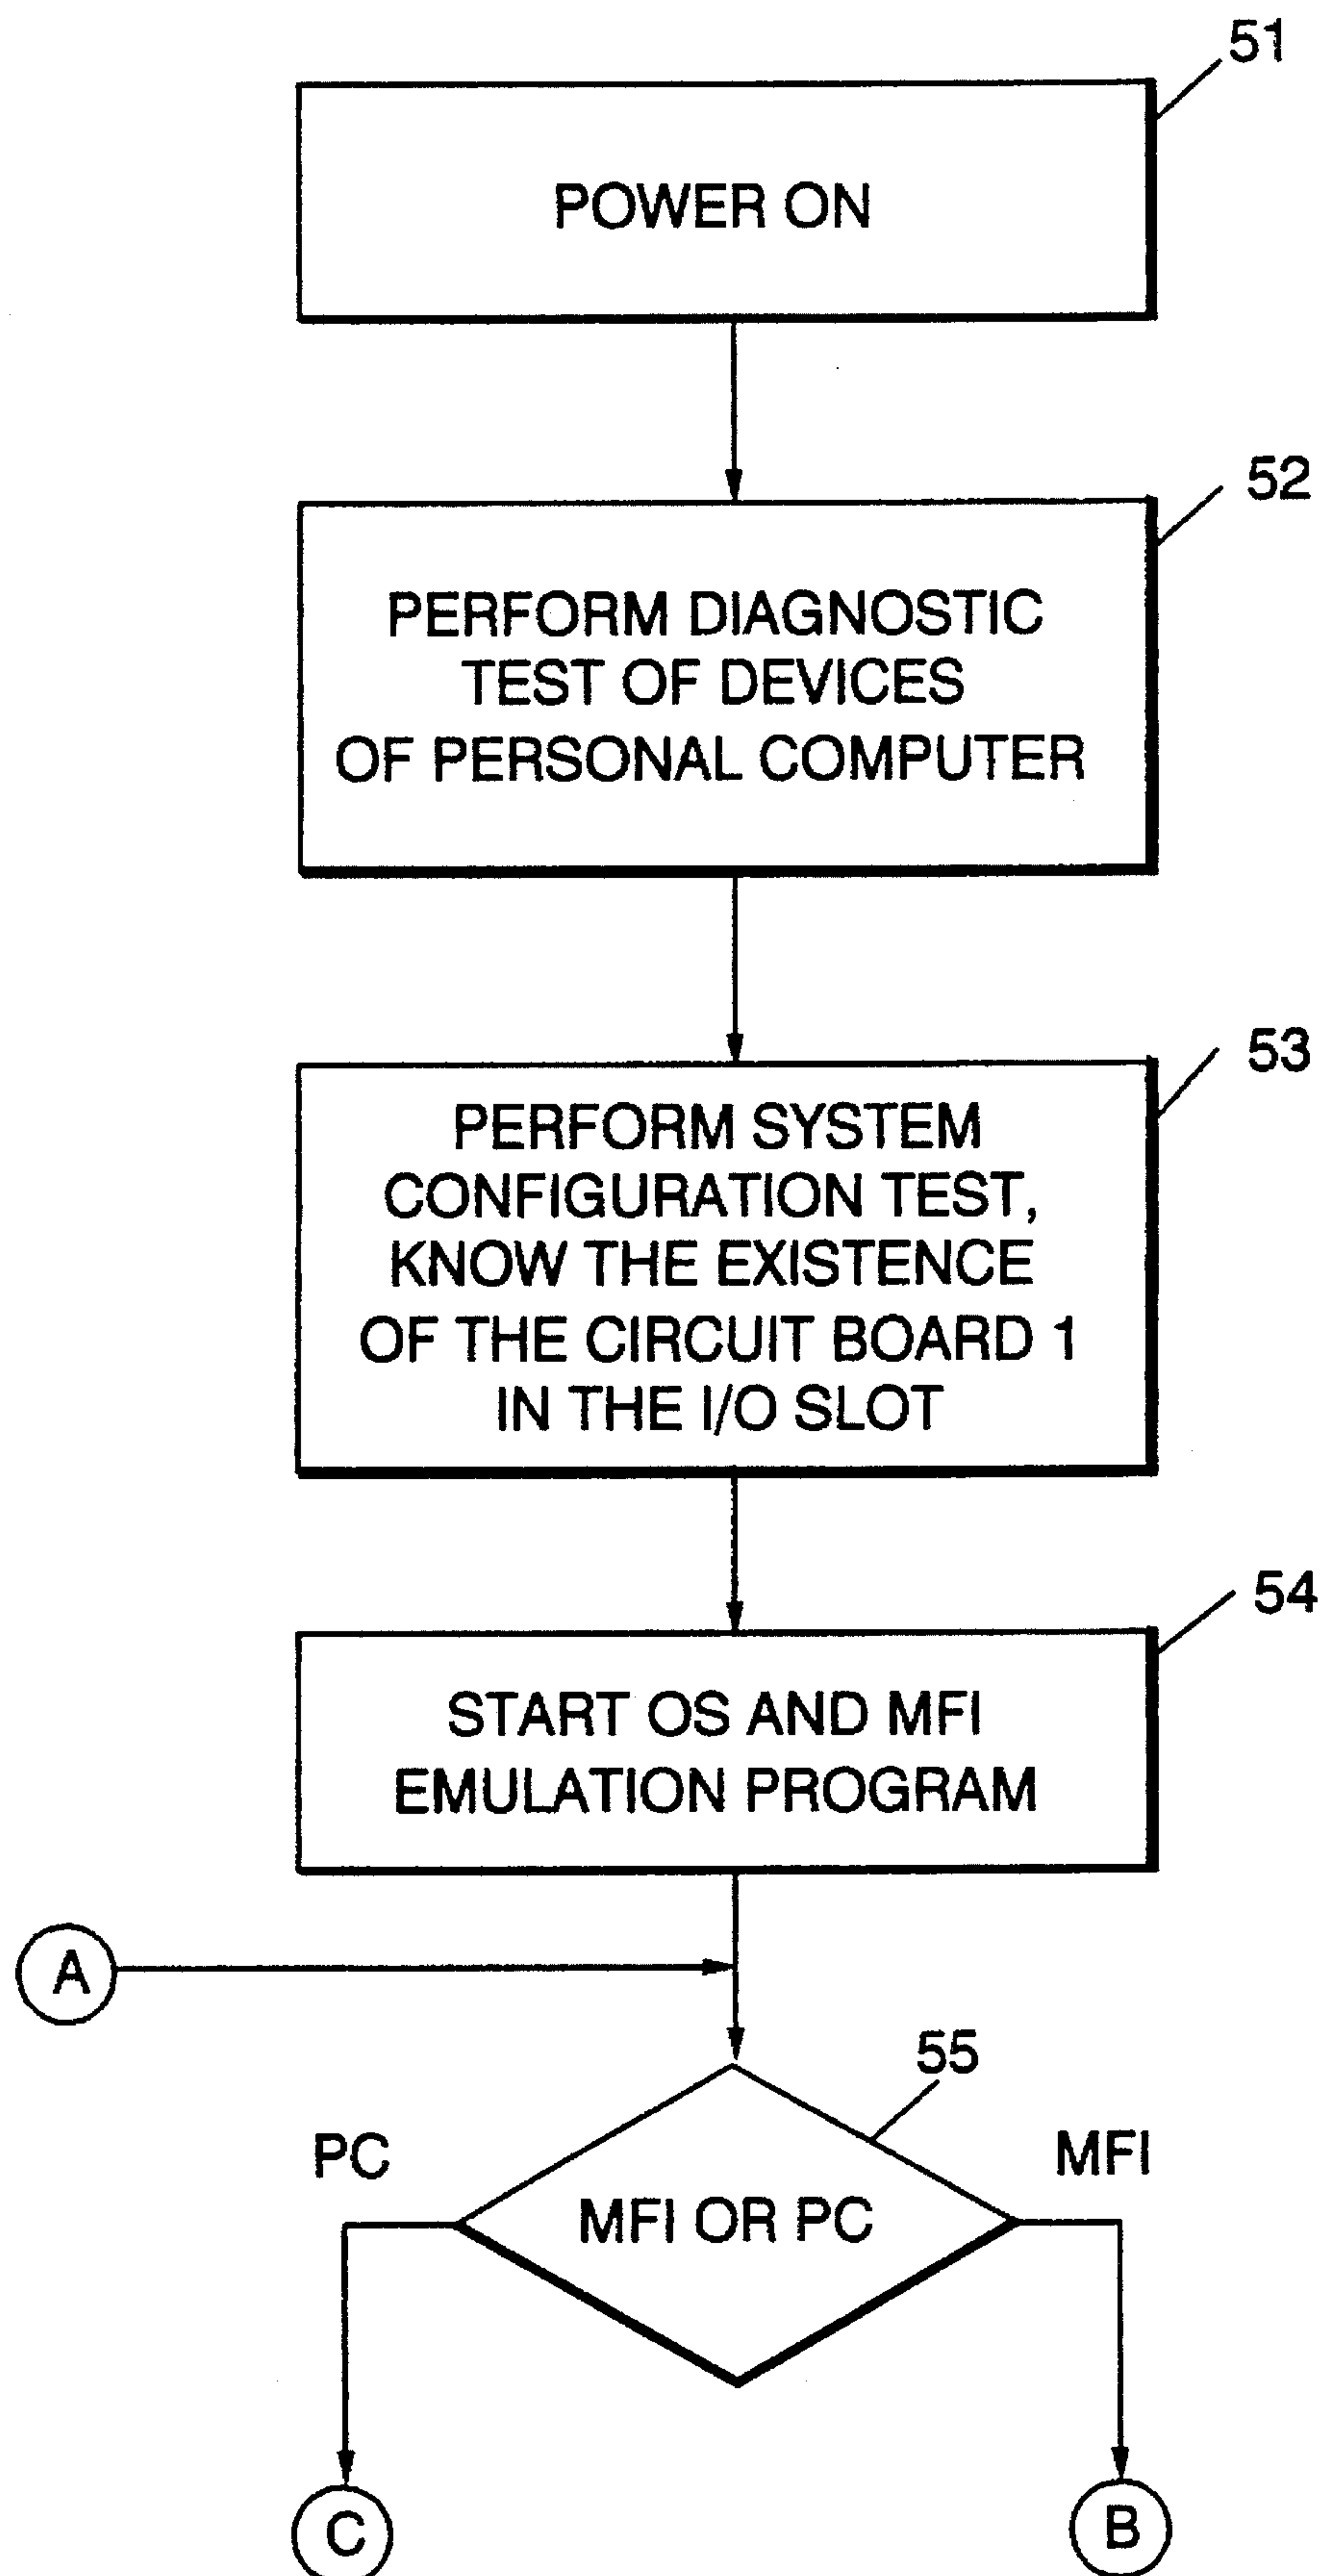 51
POWER ON
52
PERFORM DIAGNOSTIC
TEST OF DEVICES
OF PERSONAL COMPUTER
53
PERFORM SYSTEM
CONFIGURATION TEST,
KNOW THE EXISTENCE
OF THE CIRCUIT BOARD 1
IN THE I/O SLOT
54
START OS AND MFI
EMULATION PROGRAM
A
55
PC
MFI
MFI OR PC
C
B